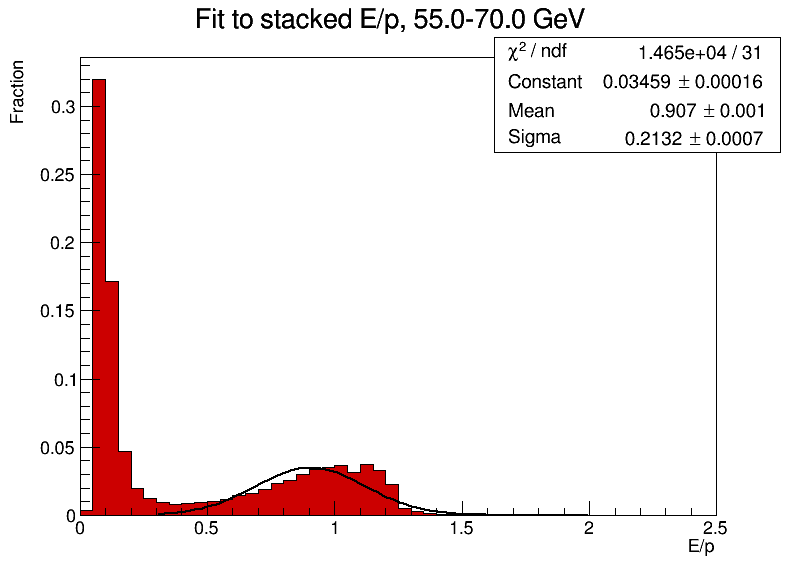 Fit to stacked E/p, 55.0-70.0 GeV
χ² / ndf 1.465e+04 / 31
Constant 0.03459 ± 0.00016
Mean 0.907 ± 0.001
Sigma 0.2132 ± 0.0007
Fraction
0.3
0.25
0.2
0.15
0.1
0.05
0
0 0.5 1 1.5 2 2.5
E/p